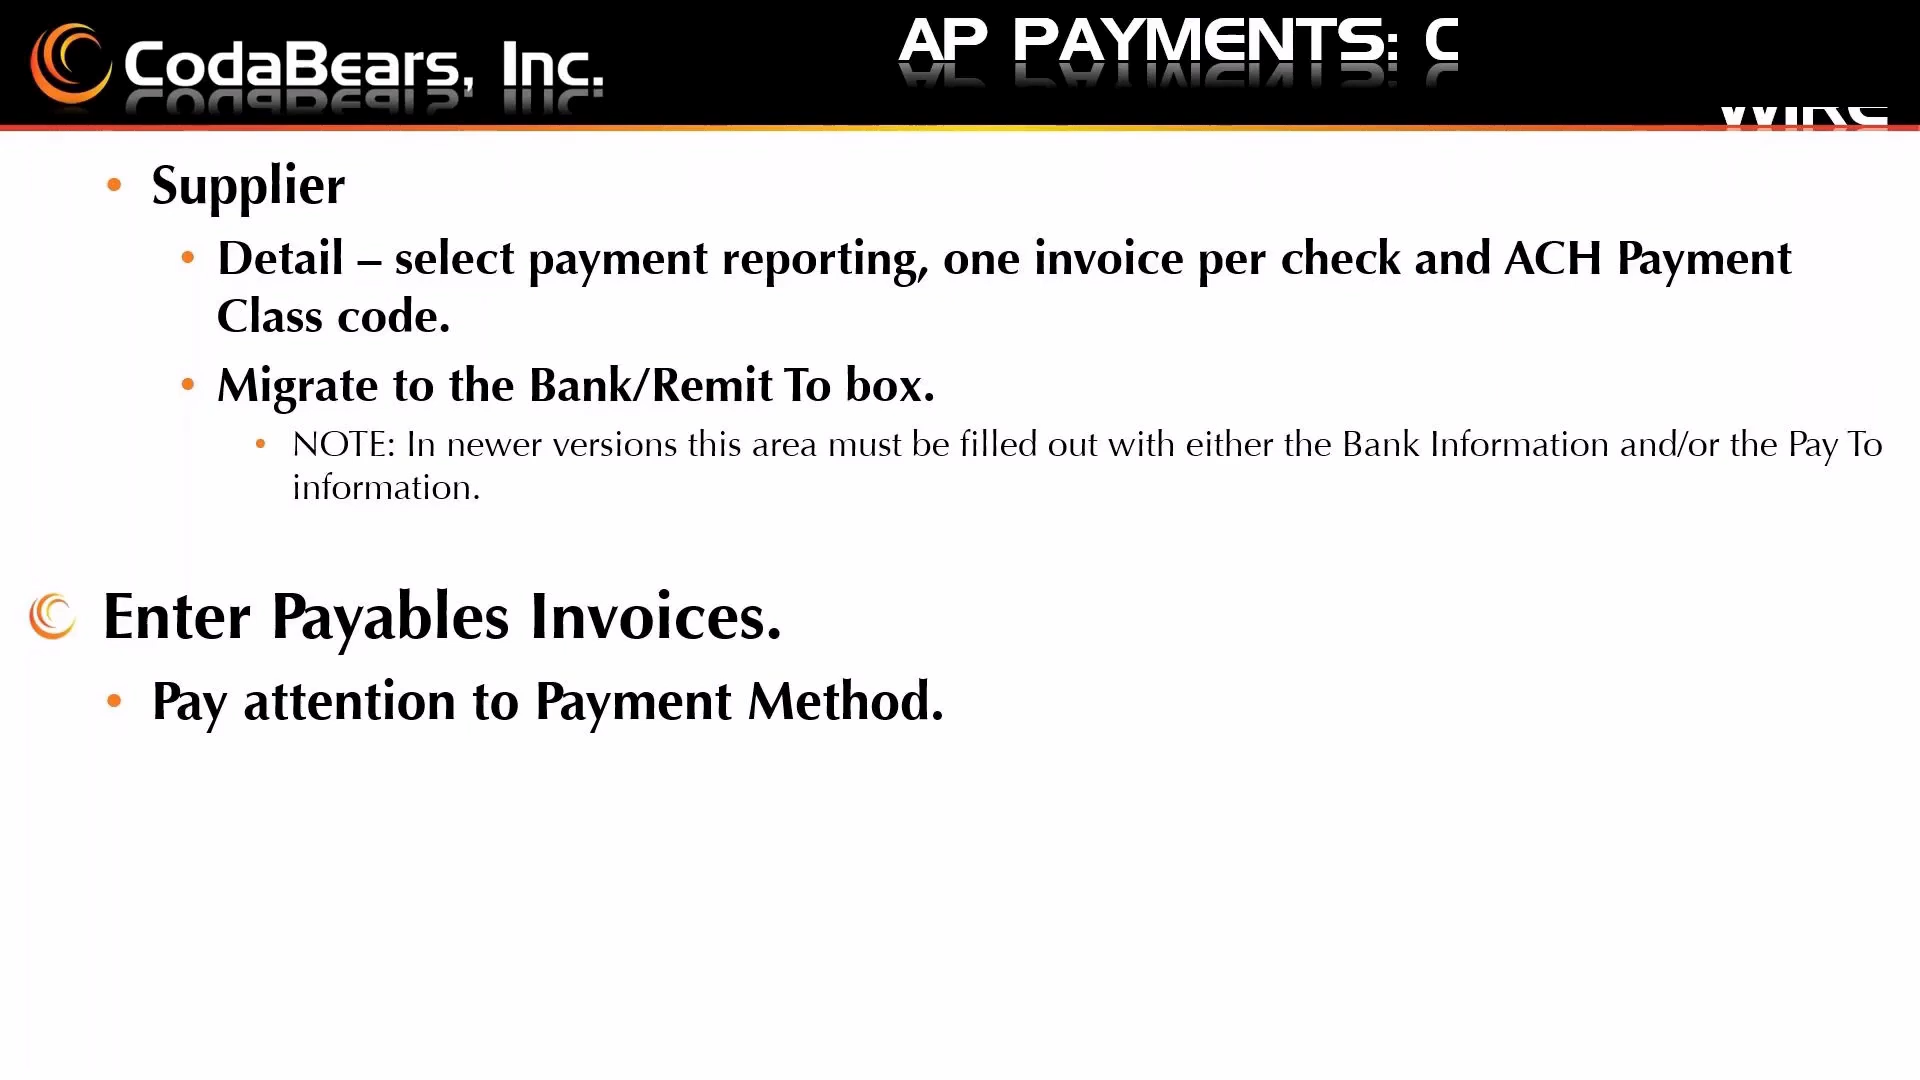 CodaBears, Inc.
AP PAYMENTS: C
WIRE
• Supplier
• Detail – select payment reporting, one invoice per check and ACH Payment
Class code.
• Migrate to the Bank/Remit To box.
• NOTE: In newer versions this area must be filled out with either the Bank Information and/or the Pay To
information.
Enter Payables Invoices.
• Pay attention to Payment Method.